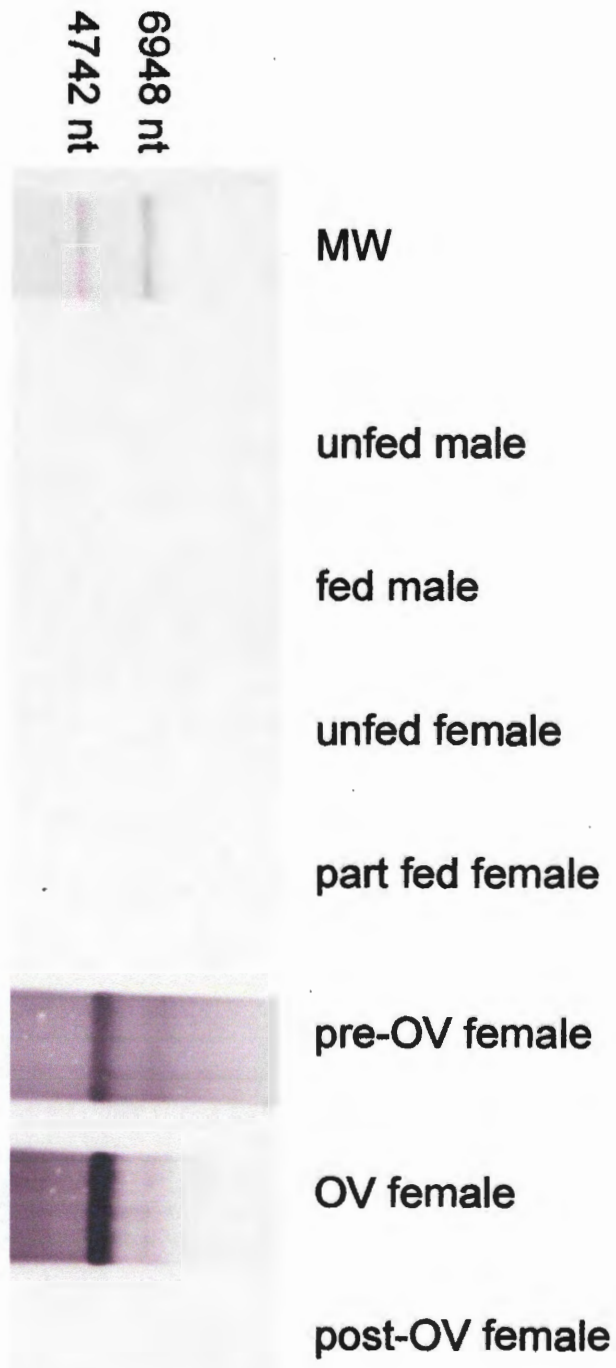 6948 nt
4742 nt
MW
unfed male
fed male
unfed female
part fed female
pre-OV female
OV female
post-OV female